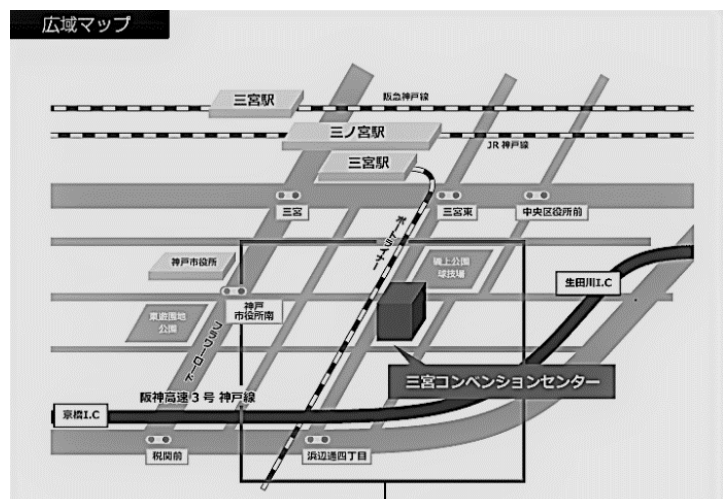 広域マップ
三宮駅
阪急神戸線
三ノ宮駅
JR 神戸線
三宮駅
三宮
三宮東
中央区役所前
ポートライナー
神戸市役所
磯上公園
球技場
生田川I.C
神戸
市役所南
東遊園地
公園
フラワーロード
三宮コンベンションセンター
阪神高速3号 神戸線
京橋I.C
税関前
浜辺通四丁目